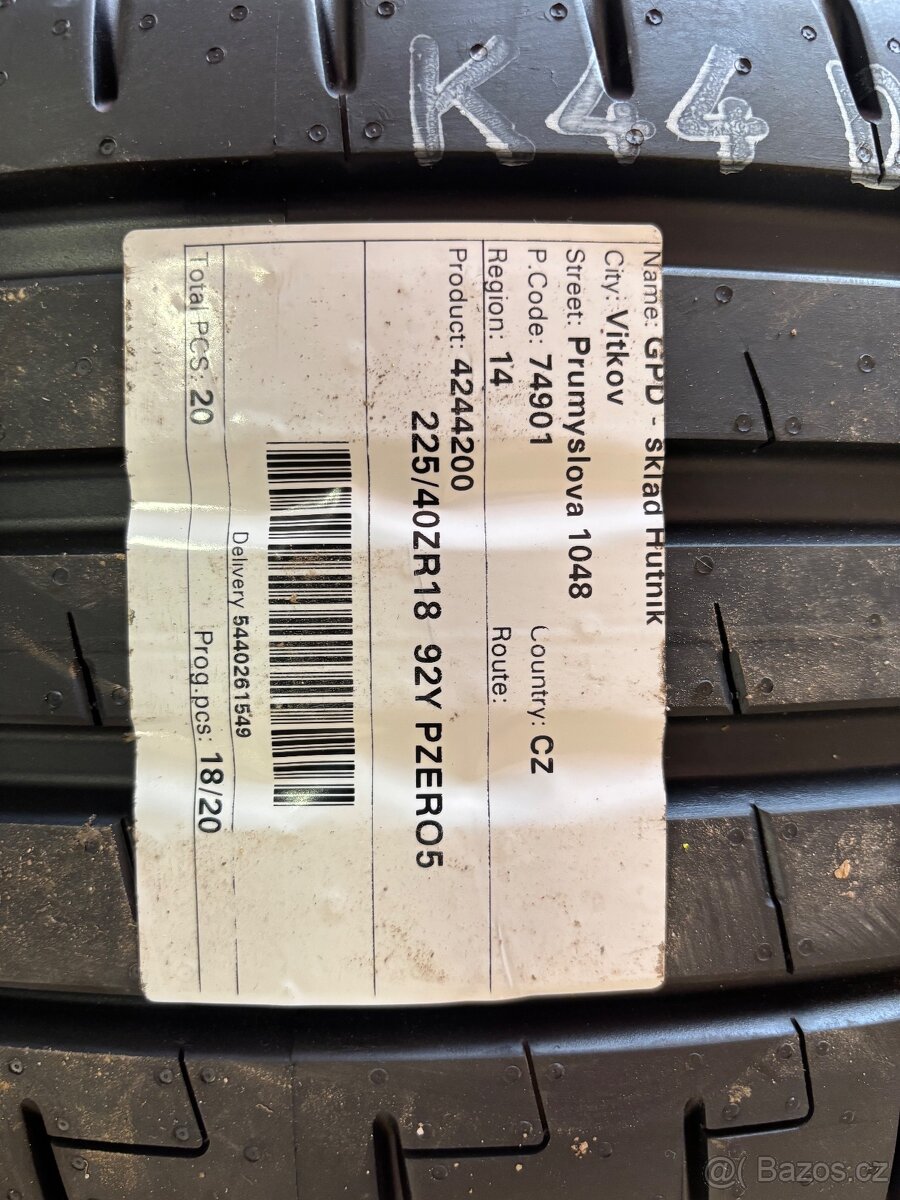 K44
Name: GPD - sklad Hutnik
City: Vitkov
Street: Prumyslova 1048
P.Code: 74901 Country: CZ
Region: 14 Route:
Product: 4244200
225/40ZR18 92Y PZERO5
Delivery 5440261549
Total PCS: 20 Prog.pcs: 18/20
Bazos.cz